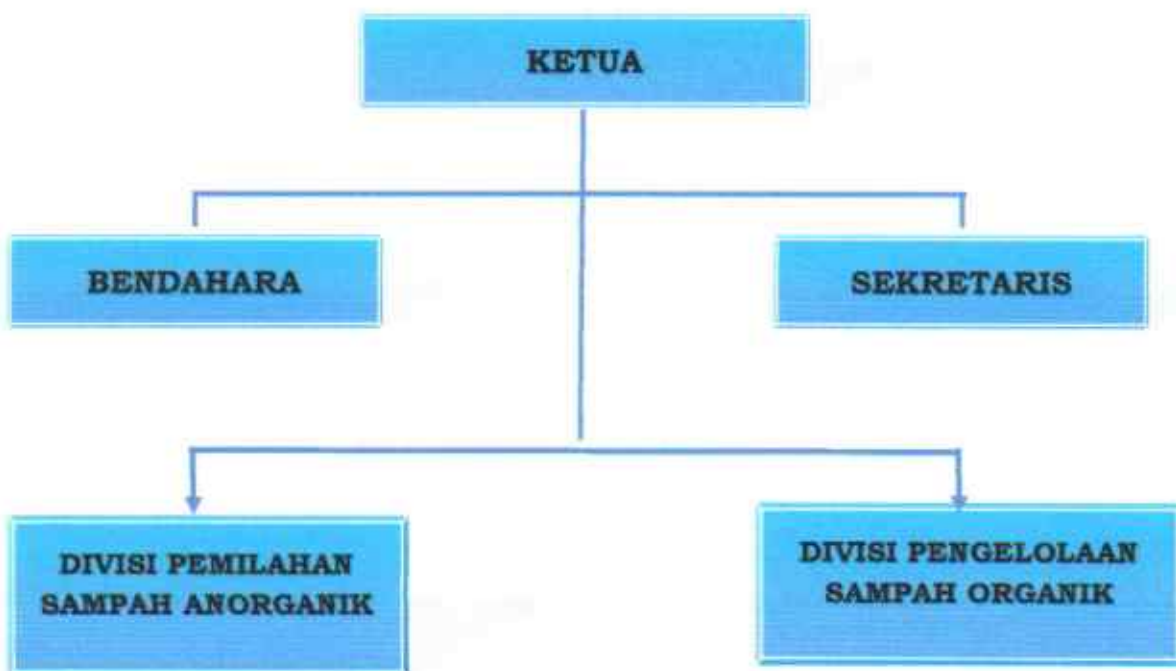 KETUA
BENDAHARA
SEKRETARIS
DIVISI PEMILAHAN
SAMPAH ANORGANIK
DIVISI PENGELOLAAN
SAMPAH ORGANIK